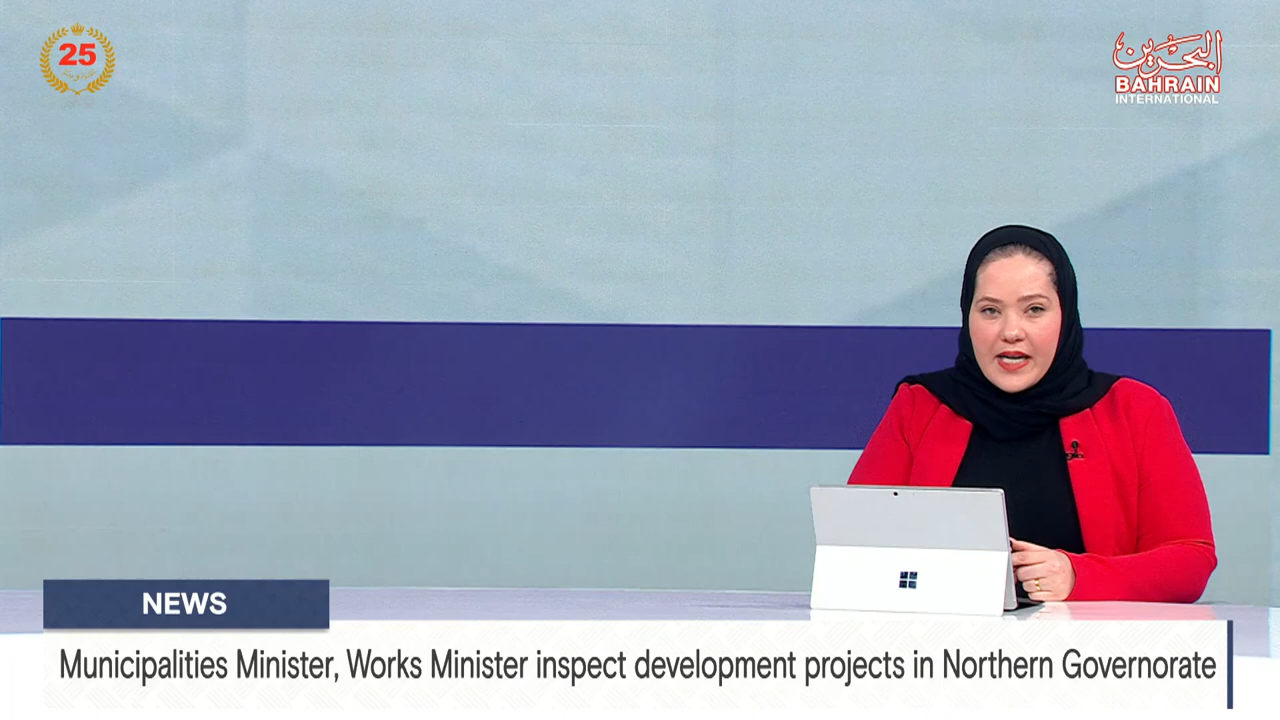 25
البحرين
BAHRAIN
INTERNATIONAL
NEWS
Municipalities Minister, Works Minister inspect development projects in Northern Governorate